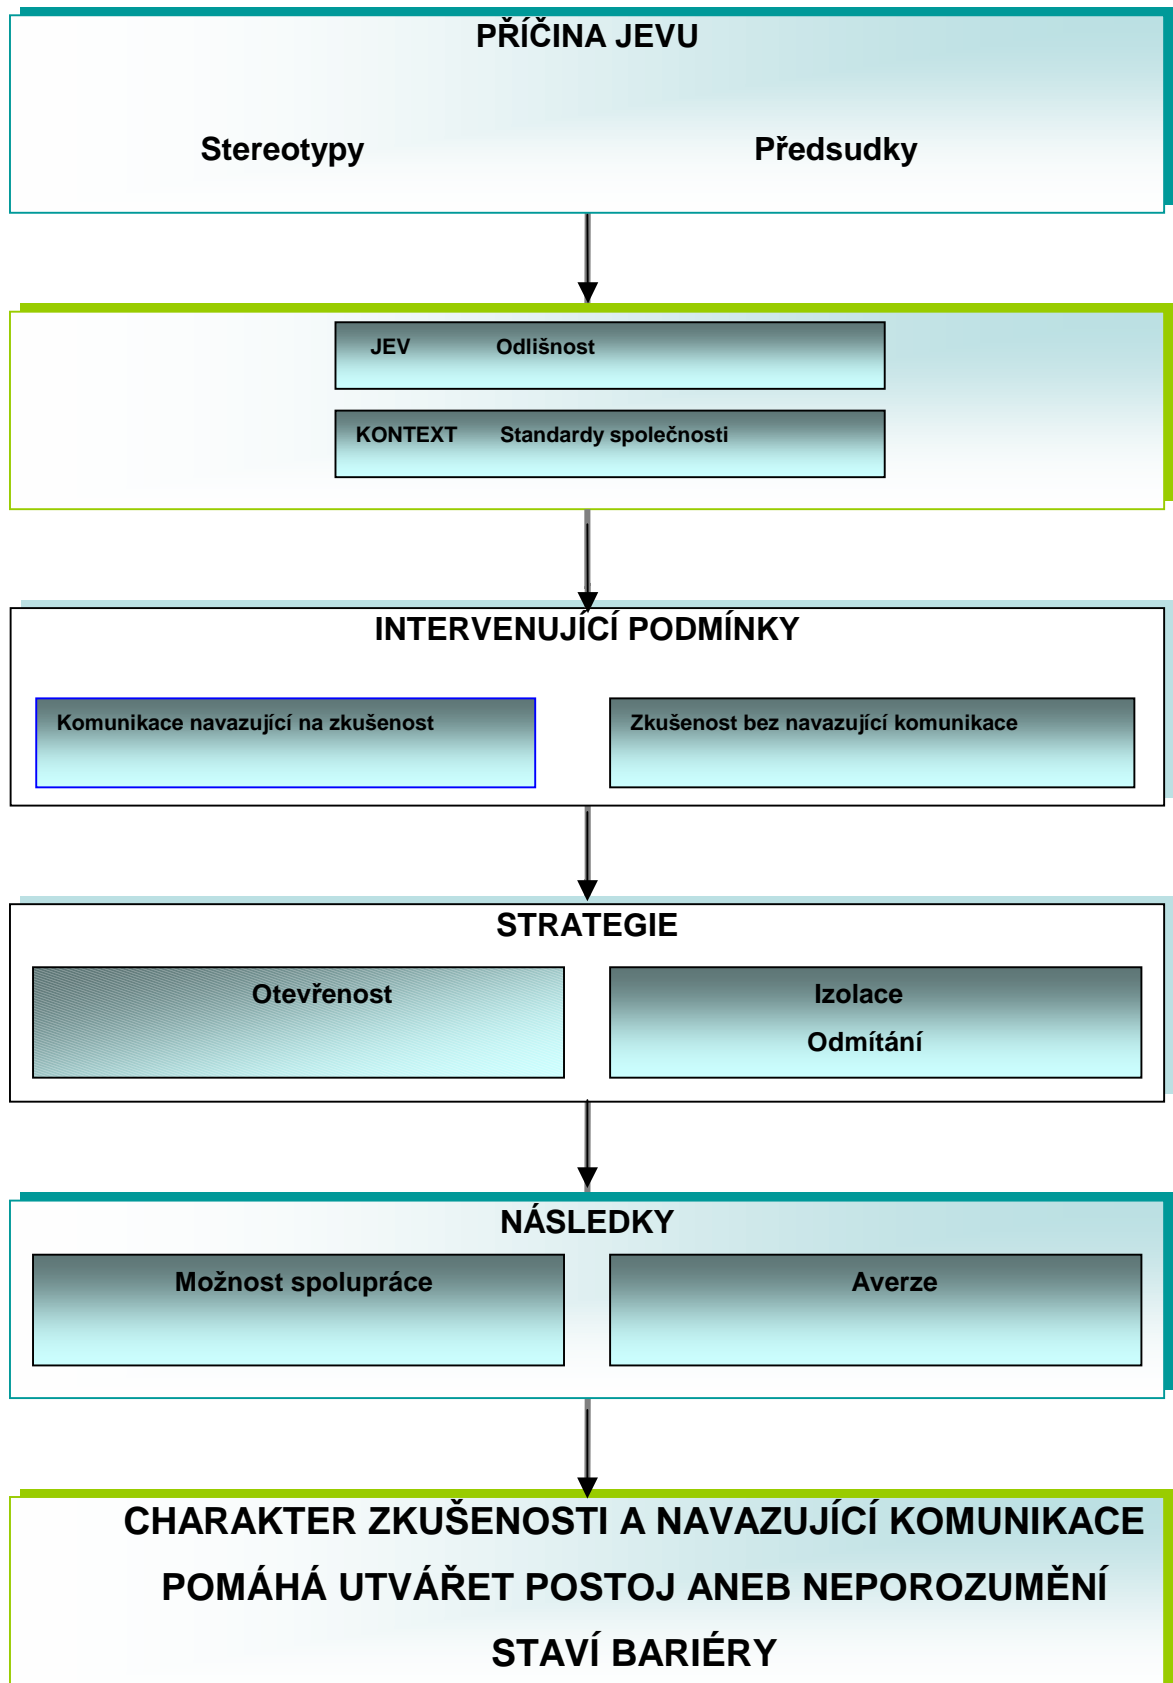 PŘÍČINA JEVU
Stereotypy Předsudky
JEV Odlišnost
KONTEXT Standardy společnosti
INTERVENUJÍCÍ PODMÍNKY
Komunikace navazující na zkušenost Zkušenost bez navazující komunikace
STRATEGIE
Otevřenost Izolace
Odmítání
NÁSLEDKY
Možnost spolupráce Averze
CHARAKTER ZKUŠENOSTI A NAVAZUJÍCÍ KOMUNIKACE
POMÁHÁ UTVÁŘET POSTOJ ANEB NEPOROZUMĚNÍ
STAVÍ BARIÉRY